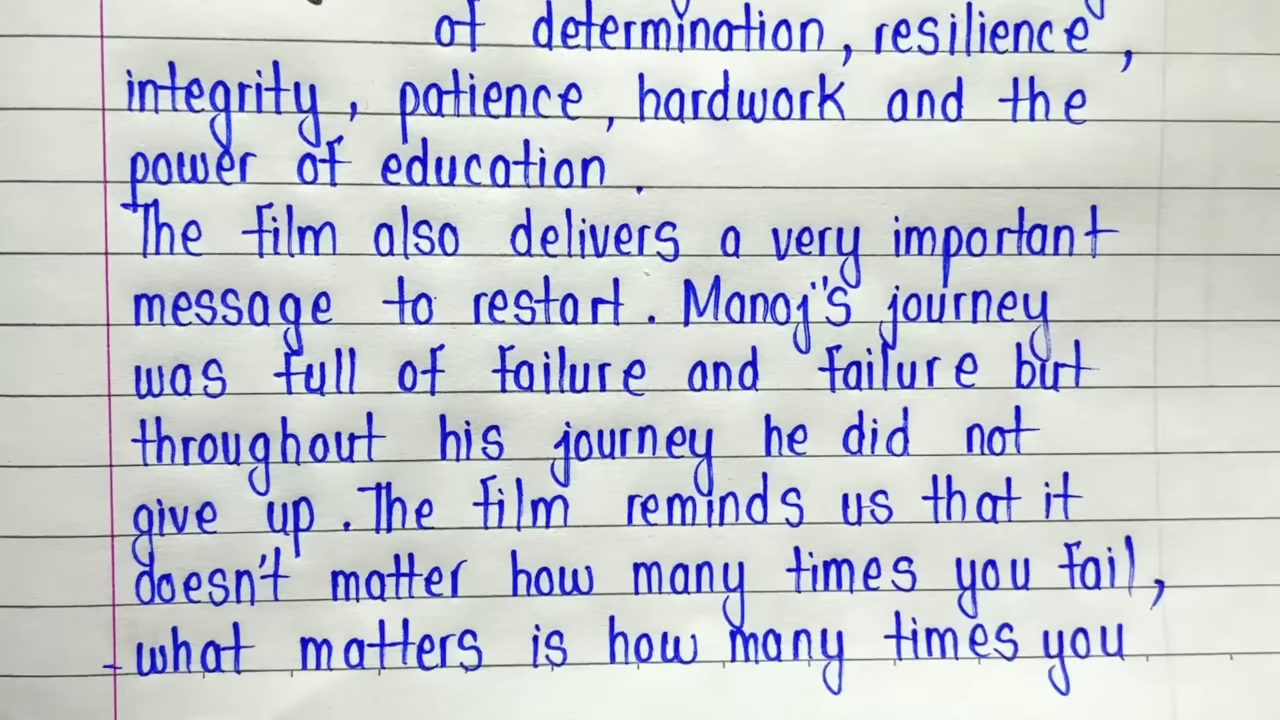 of determination, resilience,
integrity, patience, hardwork and the
power of education.
The film also delivers a very important
message to restart. Manoj's journey
was full of failure and failure but
throughout his journey he did not
give up. The film reminds us that it
doesn't matter how many times you fail,
what matters is how many times you